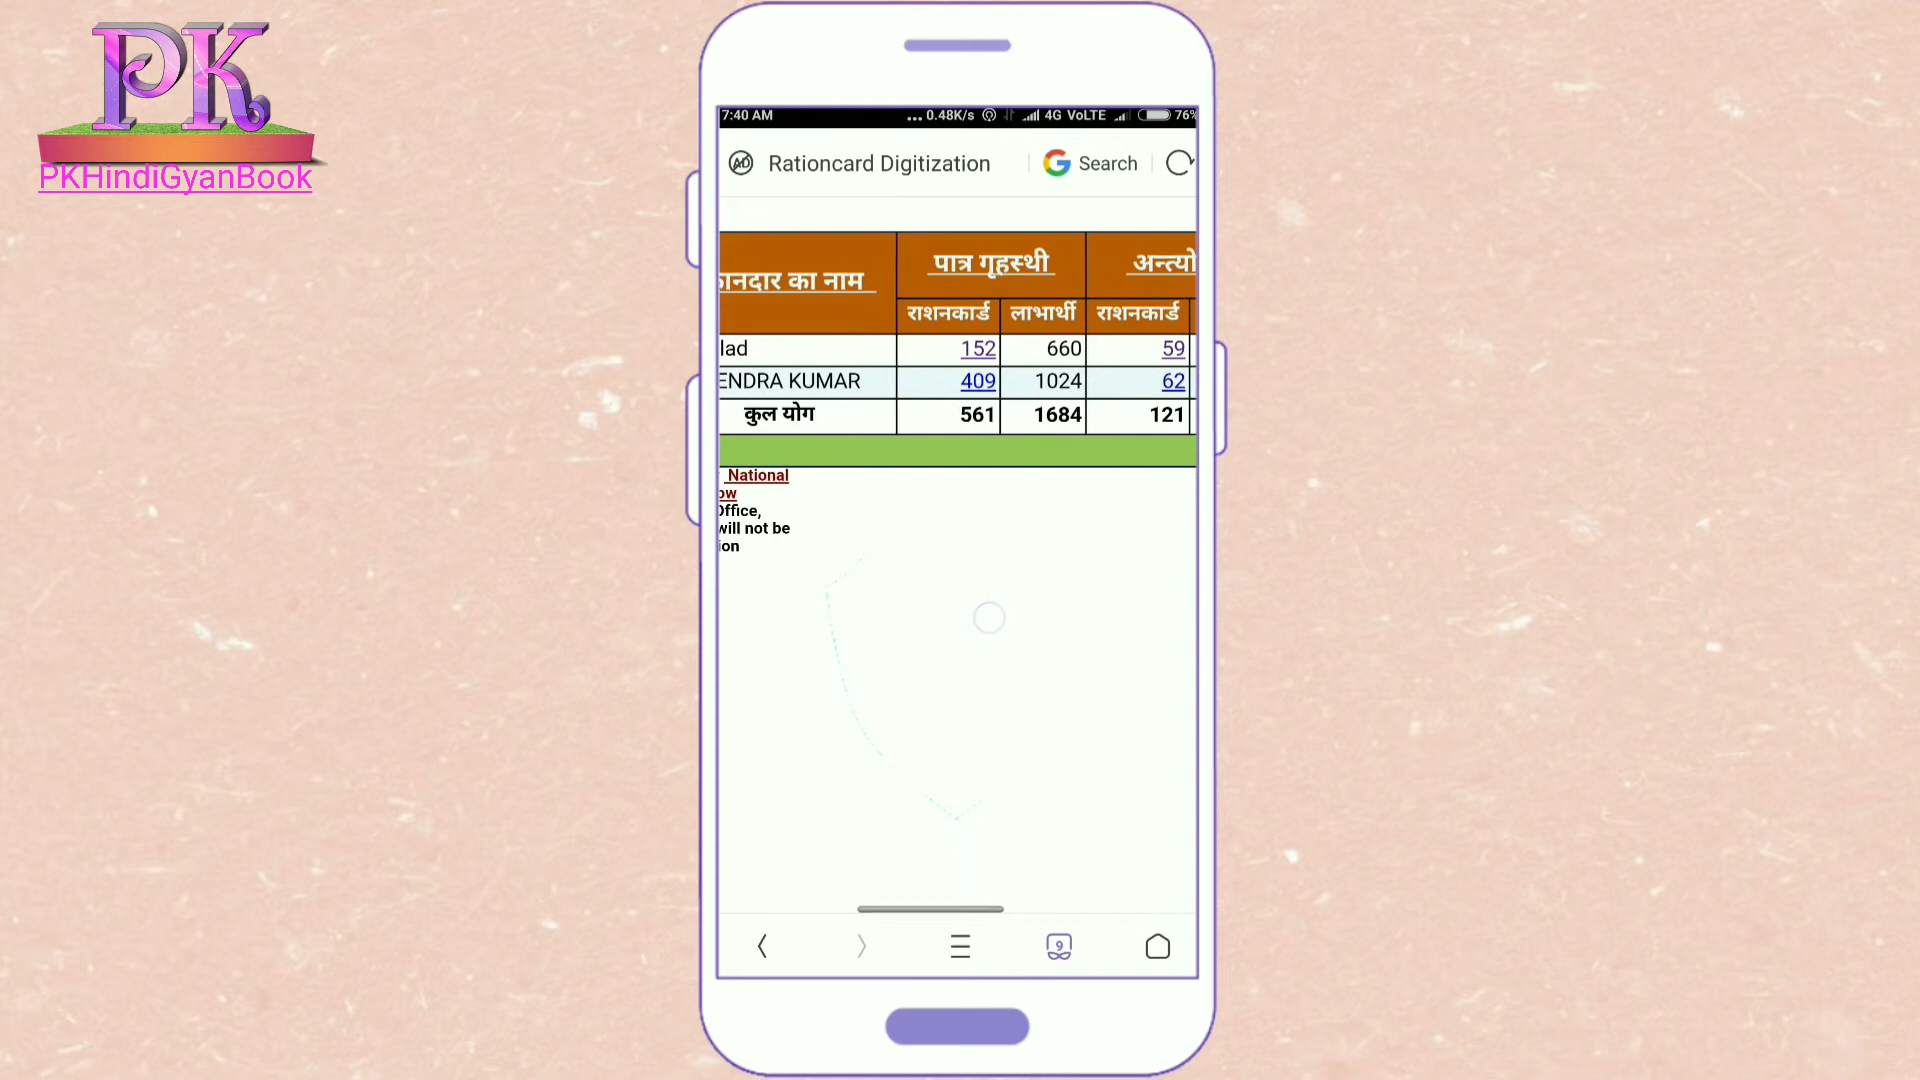 PK
PKHindiGyanBook
7:40 AM ... 0.48K/s 4G VoLTE 76%
Rationcard Digitization Search
कानदार का नाम पात्र गृहस्थी अन्त्यो
राशनकार्ड लाभार्थी राशनकार्ड
lad 152 660 59
ENDRA KUMAR 409 1024 62
कुल योग 561 1684 121
National
ow
Office,
will not be
ion
9